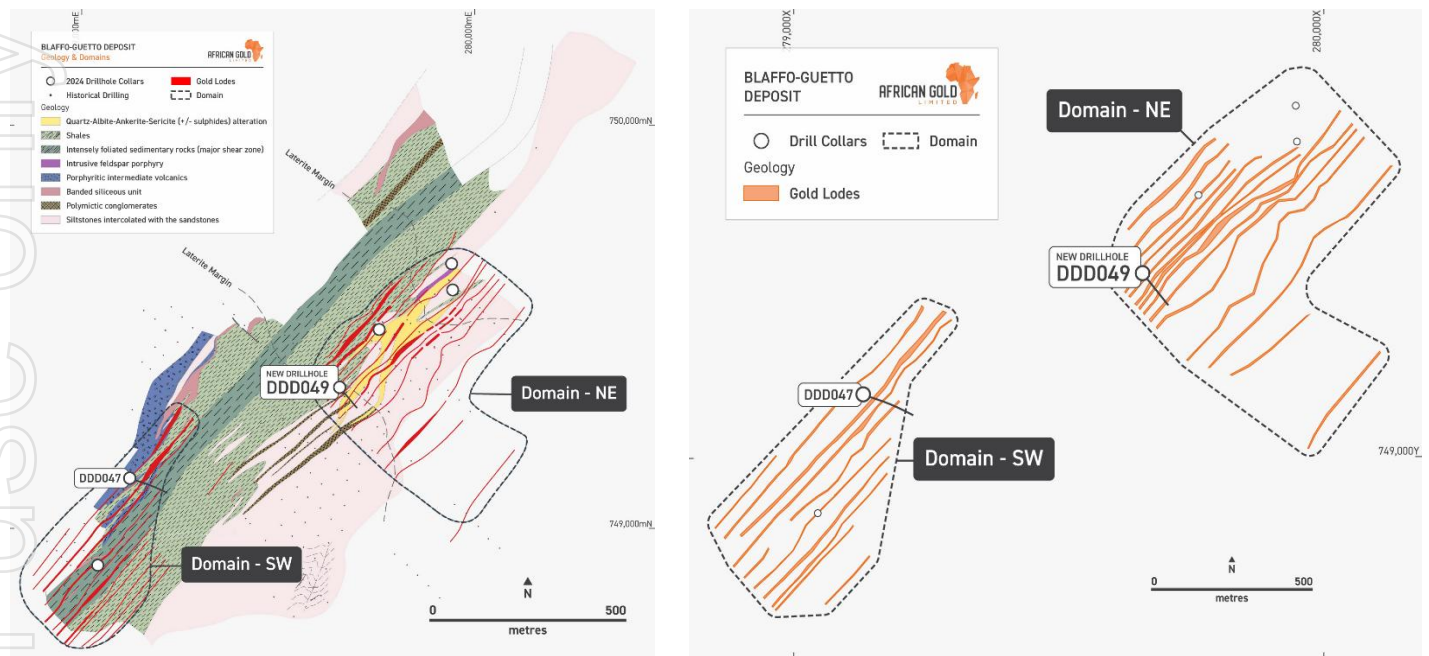 BLAFFO-GUETTO DEPOSIT
Geology & Domains
AFRICAN GOLD
LIMITED
2024 Drillhole Collars
Gold Lodes
Historical Drilling
Domain
Geology
Quartz-Albite-Ankerite-Sericite (+/- sulphides) alteration
Shales
Intensely foliated sedimentary rocks (major shear zone)
Intrusive feldspar porphyry
Porphyritic intermediate volcanics
Banded siliceous unit
Polymictic conglomerates
Siltstones intercolated with the sandstones
280,000mE
750,000mN
Laterite Margin
Laterite Margin
NEW DRILLHOLE
DDD049
Domain - NE
DDD047
749,000mN
Domain - SW
N
0 500
metres
279,000X
280,000X
BLAFFO-GUETTO
DEPOSIT
AFRICAN GOLD
LIMITED
Drill Collars
Domain
Geology
Gold Lodes
Domain - NE
NEW DRILLHOLE
DDD049
DDD047
749,000Y
Domain - SW
N
0 500
metres